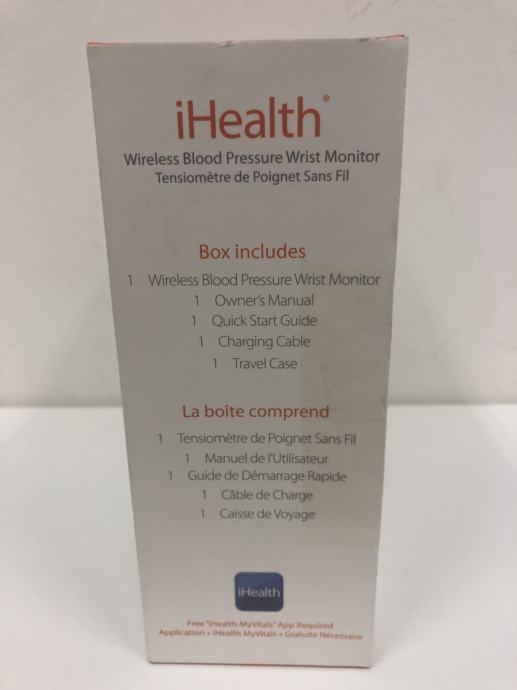 iHealth®
Wireless Blood Pressure Wrist Monitor
Tensiomètre de Poignet Sans Fil
Box includes
1 Wireless Blood Pressure Wrist Monitor
1 Owner's Manual
1 Quick Start Guide
1 Charging Cable
1 Travel Case
La boîte comprend
1 Tensiomètre de Poignet Sans Fil
1 Manuel de l'Utilisateur
1 Guide de Démarrage Rapide
1 Câble de Charge
1 Caisse de Voyage
iHealth
Free "iHealth MyVitals" App Required
Application « iHealth MyVitals » Gratuite Nécessaire